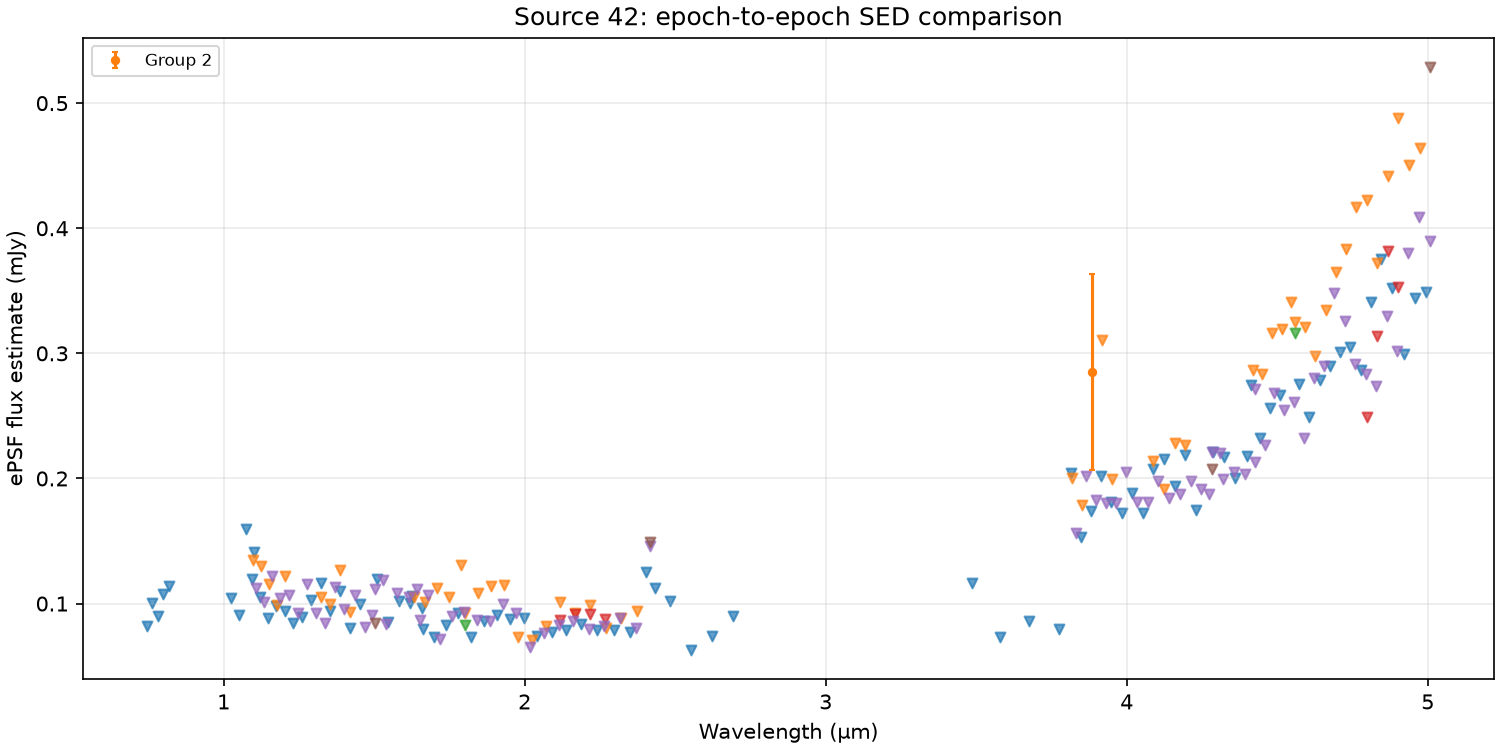 Source 42: epoch-to-epoch SED comparison
Group 2
ePSF flux estimate (mJy)
0.5
0.4
0.3
0.2
0.1
1 2 3 4 5
Wavelength (μm)